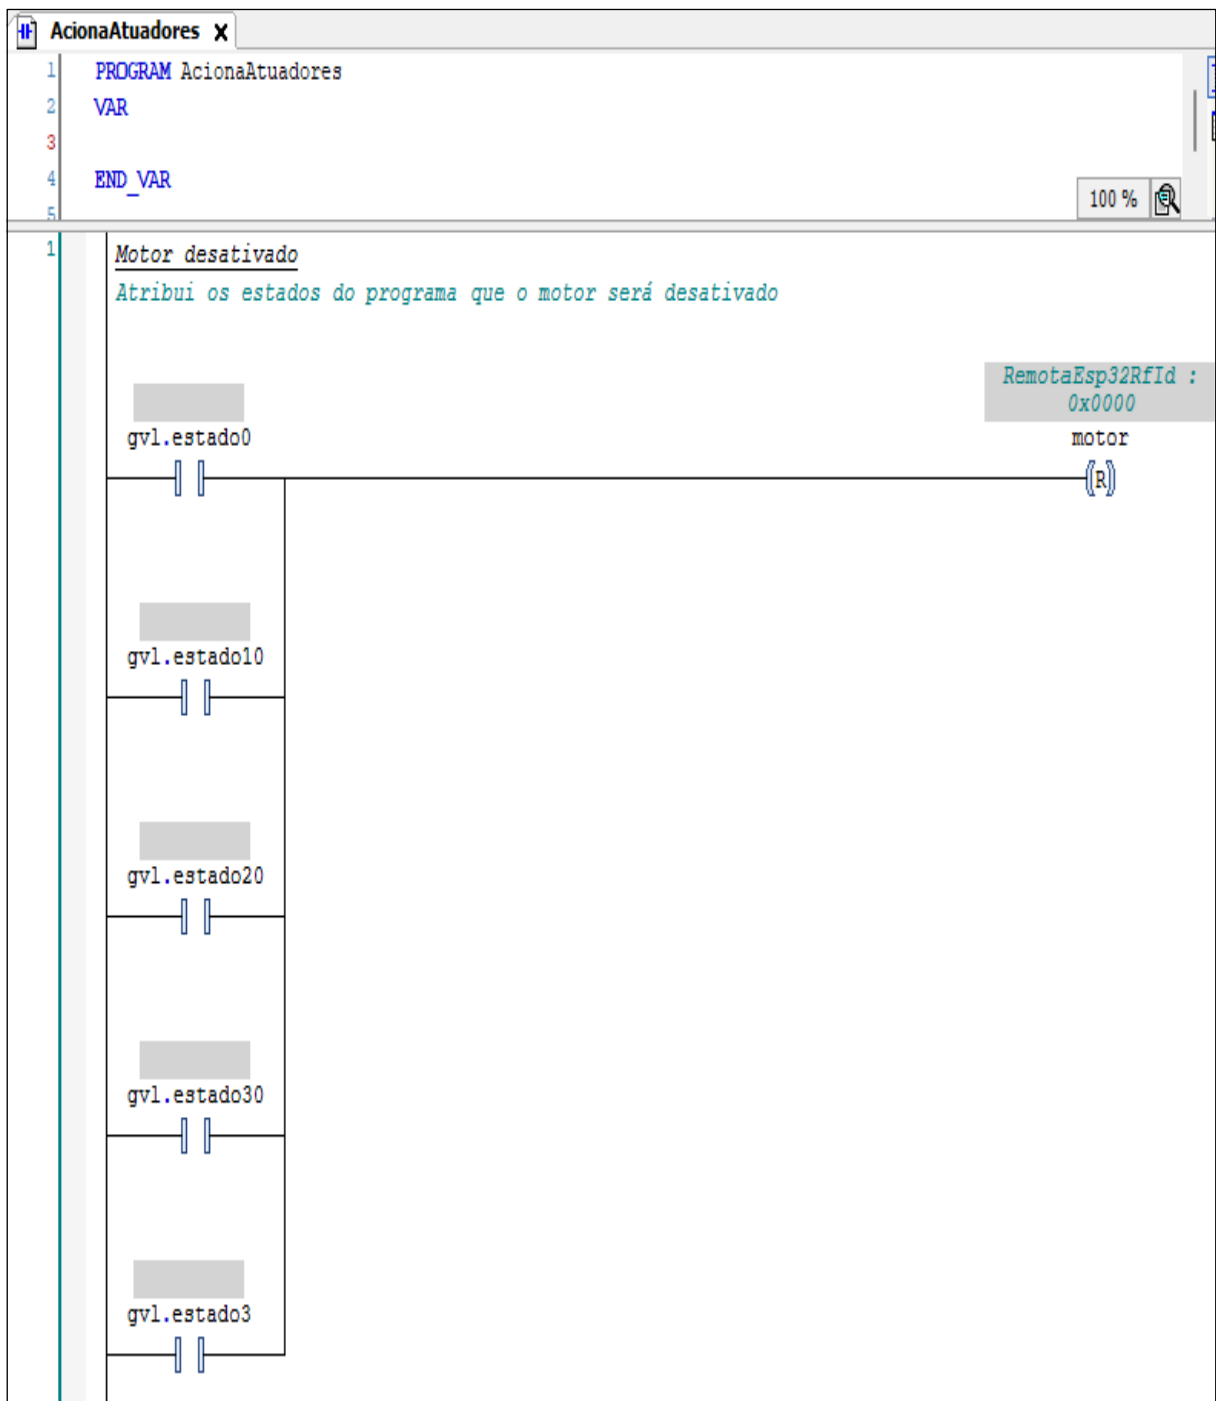 AcionaAtuadores x
1 PROGRAM AcionaAtuadores
2 VAR
3
4 END_VAR
5
100 %
1 Motor desativado
Atribui os estados do programa que o motor será desativado
RemotaEsp32RfId :
0x0000
gvl.estado0 motor
R
gvl.estado10
gvl.estado20
gvl.estado30
gvl.estado3